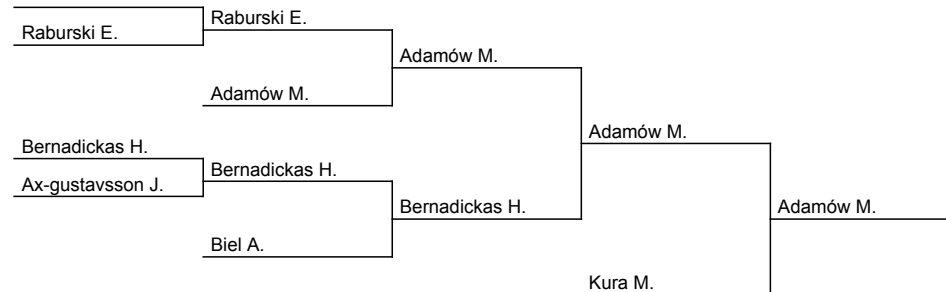 Raburski E.
Raburski E.
Adamów M.
Adamów M.
Adamów M.
Bernadickas H.
Bernadickas H.
Ax-gustavsson J.
Bernadickas H.
Adamów M.
Biel A.
Kura M.